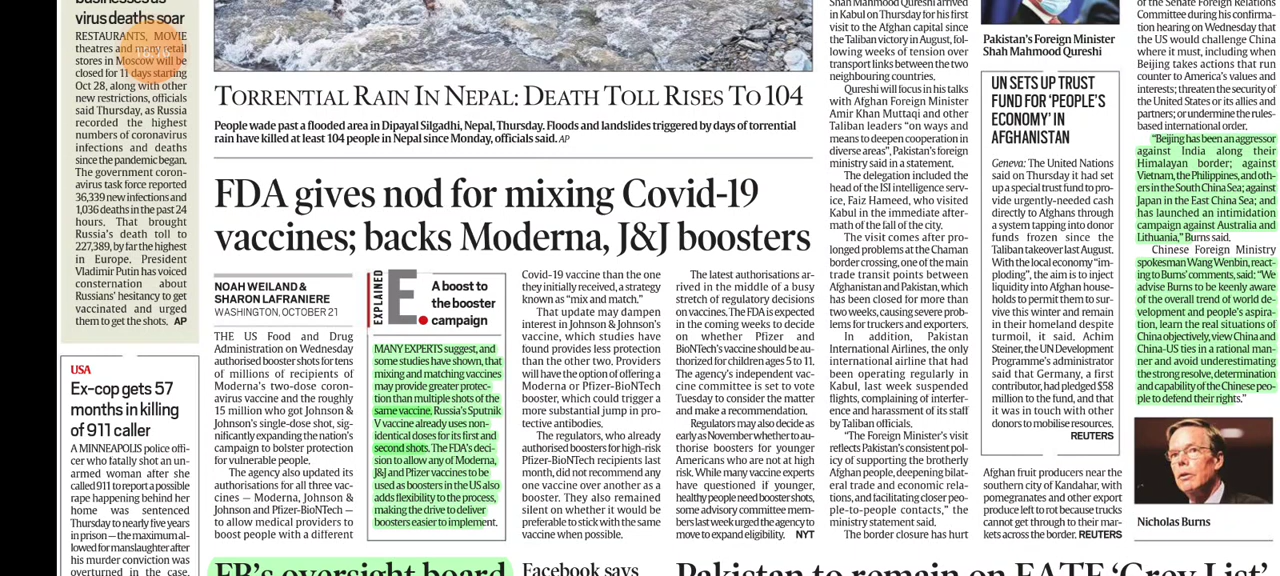 businesses as
virus deaths soar
RESTAURANTS, MOVIE
theatres and many retail
stores in Moscow will be
closed for 11 days starting
Oct 28, along with other
new restrictions, officials
said Thursday, as Russia
recorded the highest
numbers of coronavirus
infections and deaths
since the pandemic began.
The government coron-
avirus task force reported
36,339 new infections and
1,036 deaths in the past 24
hours. That brought
Russia's death toll to
227,389, by far the highest
in Europe. President
Vladimir Putin has voiced
consternation about
Russians' hesitancy to get
vaccinated and urged
them to get the shots. AP
USA
Ex-cop gets 57
months in killing
of 911 caller
A MINNEAPOLIS police offi-
cer who fatally shot an un-
armed woman after she
called 911 to report a possible
rape happening behind her
home was sentenced
Thursday to nearly five years
in prison — the maximum al-
lowed for manslaughter after
his murder conviction was
overturned in the case.
TORRENTIAL RAIN IN NEPAL: DEATH TOLL RISES TO 104
People wade past a flooded area in Dipayal Silgadhi, Nepal, Thursday. Floods and landslides triggered by days of torrential
rain have killed at least 104 people in Nepal since Monday, officials said. AP
FDA gives nod for mixing Covid-19
vaccines; backs Moderna, J&J boosters
NOAH WEILAND &
SHARON LAFRANIERE
WASHINGTON, OCTOBER 21
THE US Food and Drug
Administration on Wednesday
authorised booster shots for tens
of millions of recipients of
Moderna's two-dose coron-
avirus vaccine and the roughly
15 million who got Johnson &
Johnson's single-dose shot, sig-
nificantly expanding the nation's
campaign to bolster protection
for vulnerable people.
The agency also updated its
authorisations for all three vac-
cines — Moderna, Johnson &
Johnson and Pfizer-BioNTech —
to allow medical providers to
boost people with a different
EXPLAINED
E.
A boost to
the booster
campaign
MANY EXPERTS suggest, and
some studies have shown, that
mixing and matching vaccines
may provide greater protec-
tion than multiple shots of the
same vaccine. Russia's Sputnik
V vaccine already uses non-
identical doses for its first and
second shots. The FDA's deci-
sion to allow any of Moderna,
J&J and Pfizer vaccines to be
used as boosters in the US also
adds flexibility to the process,
making the drive to deliver
boosters easier to implement.
Covid-19 vaccine than the one
they initially received, a strategy
known as "mix and match."
That update may dampen
interest in Johnson & Johnson's
vaccine, which studies have
found provides less protection
than the other two. Providers
will have the option of offering a
Moderna or Pfizer-BioNTech
booster, which could trigger a
more substantial jump in pro-
tective antibodies.
The regulators, who already
authorised boosters for high-risk
Pfizer-BioNTech recipients last
month, did not recommend any
one vaccine over another as a
booster. They also remained
silent on whether it would be
preferable to stick with the same
vaccine when possible.
The latest authorisations ar-
rived in the middle of a busy
stretch of regulatory decisions
on vaccines. The FDA is expected
in the coming weeks to decide
on whether Pfizer and
BioNTech's vaccine should be au-
thorized for children ages 5 to 11.
The agency's independent vac-
cine committee is set to vote
Tuesday to consider the matter
and make a recommendation.
Regulators may also decide as
early as November whether to au-
thorise boosters for younger
Americans who are not at high
risk. While many vaccine experts
have questioned if younger,
healthy people need booster shots,
some advisory committee mem-
bers last week urged the agency to
move to expand eligibility. NYT
Shah Mahmood Qureshi arrived
in Kabul on Thursday for his first
visit to the Afghan capital since
the Taliban victory in August, fol-
lowing weeks of tension over
transport links between the two
neighbouring countries.
Qureshi will focus in his talks
with Afghan Foreign Minister
Amir Khan Muttaqi and other
Taliban leaders "on ways and
means to deepen cooperation in
diverse areas", Pakistan's foreign
ministry said in a statement.
The delegation included the
head of the ISI intelligence serv-
ice, Faiz Hameed, who visited
Kabul in the immediate after-
math of the fall of the city.
The visit comes after pro-
longed problems at the Chaman
border crossing, one of the main
trade transit points between
Afghanistan and Pakistan, which
has been closed for more than
two weeks, causing severe prob-
lems for truckers and exporters.
In addition, Pakistan
International Airlines, the only
international airline that had
been operating regularly in
Kabul, last week suspended
flights, complaining of interfer-
ence and harassment of its staff
by Taliban officials.
"The Foreign Minister's visit
reflects Pakistan's consistent pol-
icy of supporting the brotherly
Afghan people, deepening bilat-
eral trade and economic rela-
tions, and facilitating closer peo-
ple-to-people contacts," the
ministry statement said.
The border closure has hurt
Pakistan's Foreign Minister
Shah Mahmood Qureshi
UN SETS UP TRUST
FUND FOR 'PEOPLE'S
ECONOMY' IN
AFGHANISTAN
Geneva: The United Nations
said on Thursday it had set
up a special trust fund to pro-
vide urgently-needed cash
directly to Afghans through
a system tapping into donor
funds frozen since the
Taliban takeover last August.
With the local economy "im-
ploding", the aim is to inject
liquidity into Afghan house-
holds to permit them to sur-
vive this winter and remain
in their homeland despite
turmoil, it said. Achim
Steiner, the UN Development
Programme's administrator
said that Germany, a first
contributor, had pledged $58
million to the fund, and that
it was in touch with other
donors to mobilise resources.
REUTERS
Afghan fruit producers near the
southern city of Kandahar, with
pomegranates and other export
produce left to rot because trucks
cannot get through to their mar-
kets across the border. REUTERS
of the Senate Foreign Relations
Committee during his confirma-
tion hearing on Wednesday that
the US would challenge China
where it must, including when
Beijing takes actions that run
counter to America's values and
interests; threaten the security of
the United States or its allies and
partners; or undermine the rules-
based international order.
"Beijing has been an aggressor
against India along their
Himalayan border; against
Vietnam, the Philippines, and oth-
ers in the South China Sea; against
Japan in the East China Sea; and
has launched an intimidation
campaign against Australia and
Lithuania," Burns said.
Chinese Foreign Ministry
spokesman Wang Wenbin, react-
ing to Burns' comments, said: "We
advise Burns to be keenly aware
of the overall trend of world de-
velopment and people's aspira-
tion, learn the real situations of
China objectively, view China and
China-US ties in a rational man-
ner and avoid underestimating
the strong resolve, determination
and capability of the Chinese peo-
ple to defend their rights."
Nicholas Burns
FB's oversight board
Facebook says
Pakistan to remain on FATF 'Grey List'